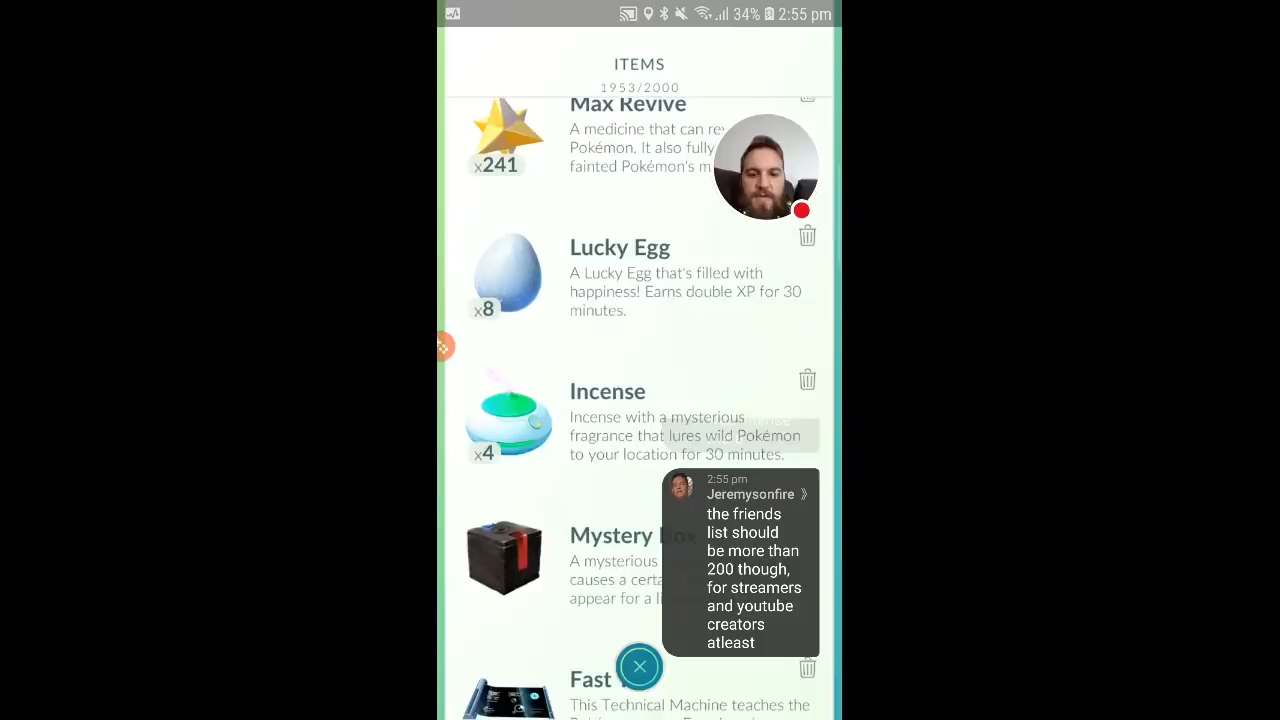 34% 2:55 pm
ITEMS
1953/2000
Max Revive
A medicine that can rev
Pokémon. It also fully
fainted Pokémon's m
x241
Lucky Egg
A Lucky Egg that's filled with
happiness! Earns double XP for 30
minutes.
x8
Incense
Incense with a mysterious
fragrance that lures wild Pokémon
to your location for 30 minutes.
x4
Mystery Box
A mysterious
causes a certa
appear for a li
2:55 pm
Jeremysonfire 》
the friends
list should
be more than
200 though,
for streamers
and youtube
creators
atleast
Fast
This Technical Machine teaches the